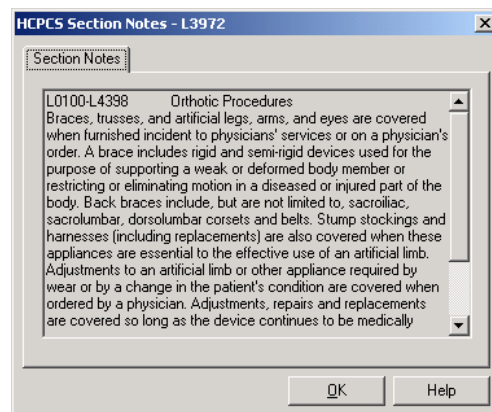 HCPCS Section Notes - L3972
Section Notes
L0100-L4398 Orthotic Procedures
Braces, trusses, and artificial legs, arms, and eyes are covered
when furnished incident to physicians' services or on a physician's
order. A brace includes rigid and semi-rigid devices used for the
purpose of supporting a weak or deformed body member or
restricting or eliminating motion in a diseased or injured part of the
body. Back braces include, but are not limited to, sacroiliac,
sacrolumbar, dorsolumbar corsets and belts. Stump stockings and
harnesses (including replacements) are also covered when these
appliances are essential to the effective use of an artificial limb.
Adjustments to an artificial limb or other appliance required by
wear or by a change in the patient's condition are covered when
ordered by a physician. Adjustments, repairs and replacements
are covered so long as the device continues to be medically
OK Help